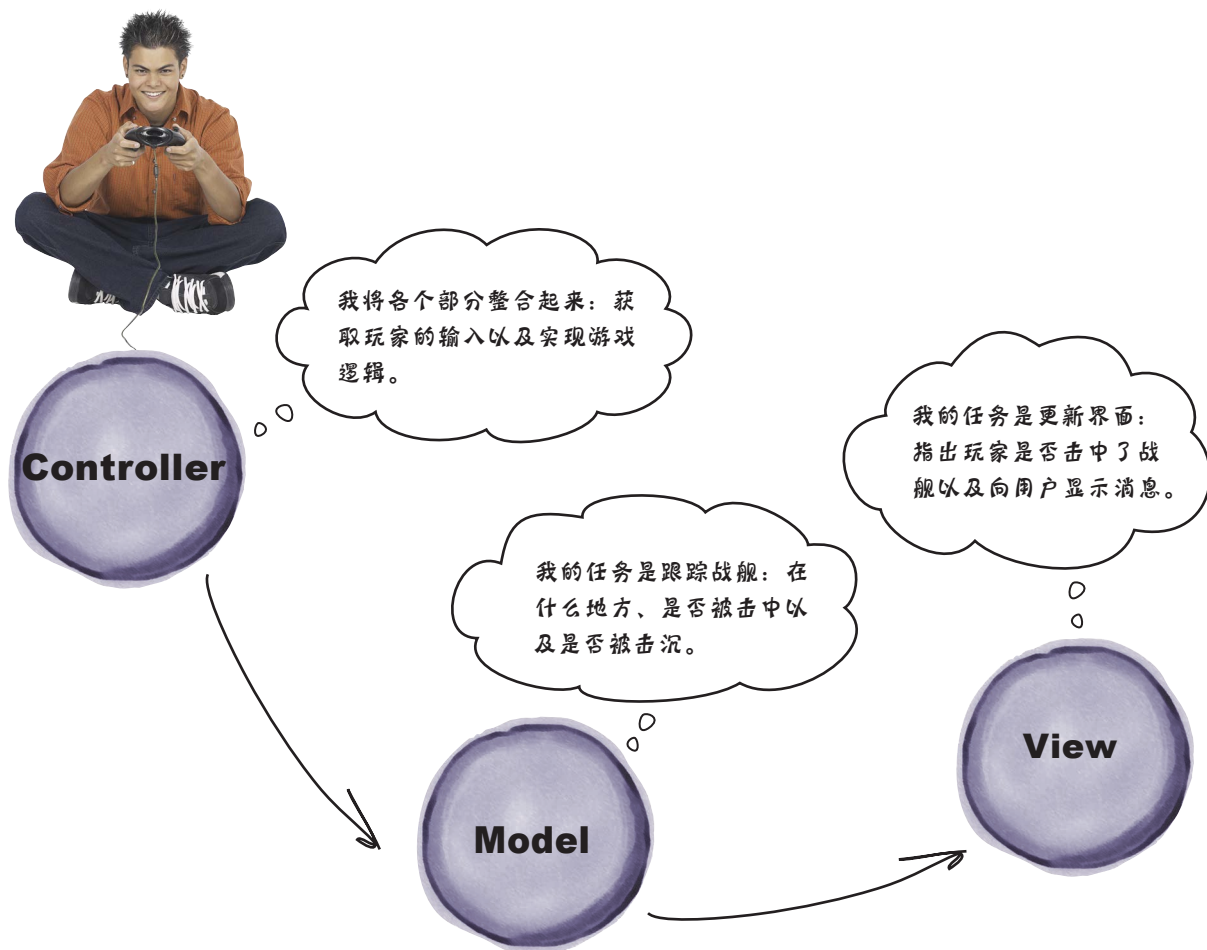 我将各个部分整合起来：获
取玩家的输入以及实现游戏
逻辑。
Controller
我的任务是更新界面：
指出玩家是否击中了战
舰以及向用户显示消息。
我的任务是跟踪战舰：在
什么地方、是否被击中以
及是否被击沉。
View
Model